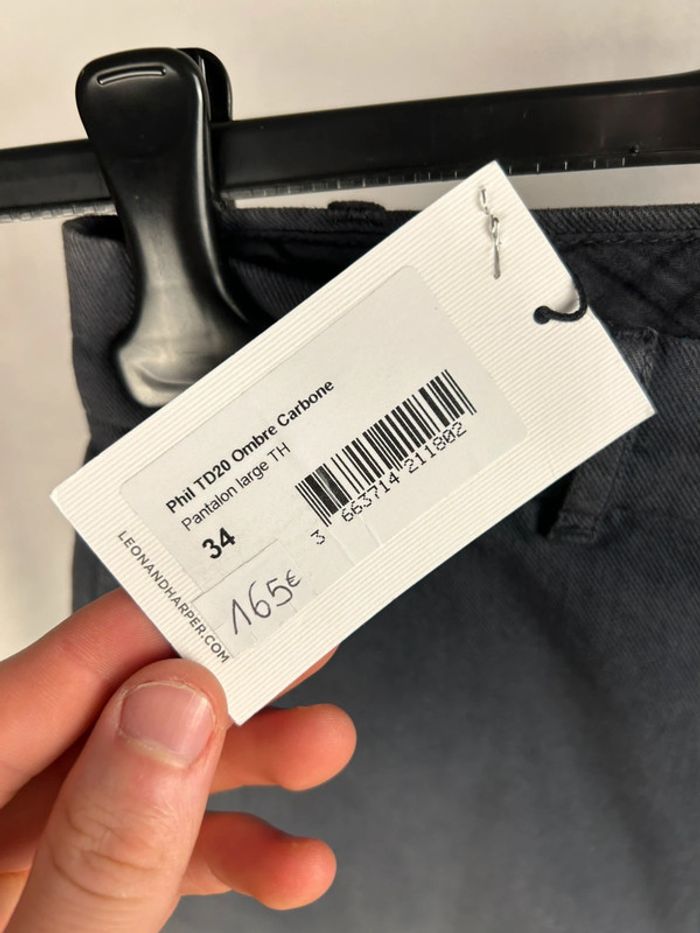 Phil TD20 Ombre Carbone
Pantalon large TH
34
3 663714 211802
165€
LEONANDHARPER.COM